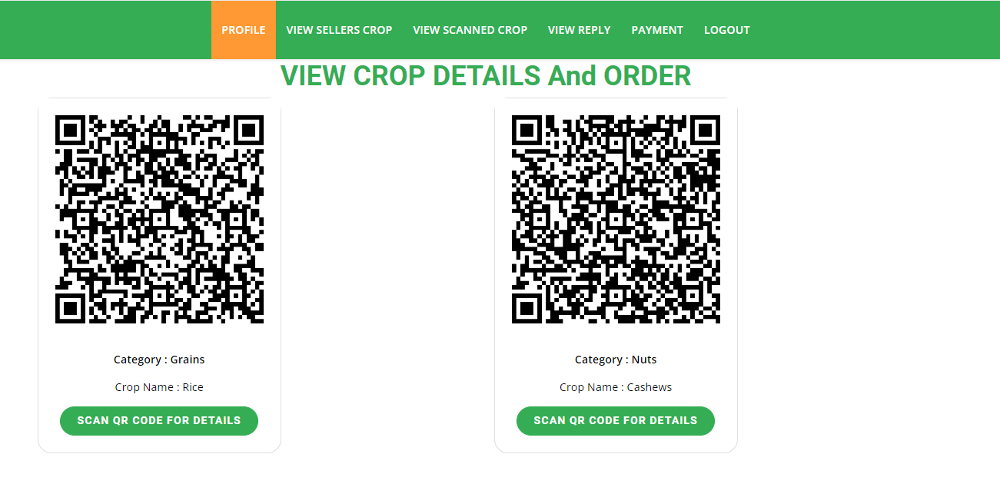 PROFILE VIEW SELLERS CROP VIEW SCANNED CROP VIEW REPLY PAYMENT LOGOUT
VIEW CROP DETAILS And ORDER
Category : Grains
Crop Name : Rice
SCAN QR CODE FOR DETAILS
Category : Nuts
Crop Name : Cashews
SCAN QR CODE FOR DETAILS